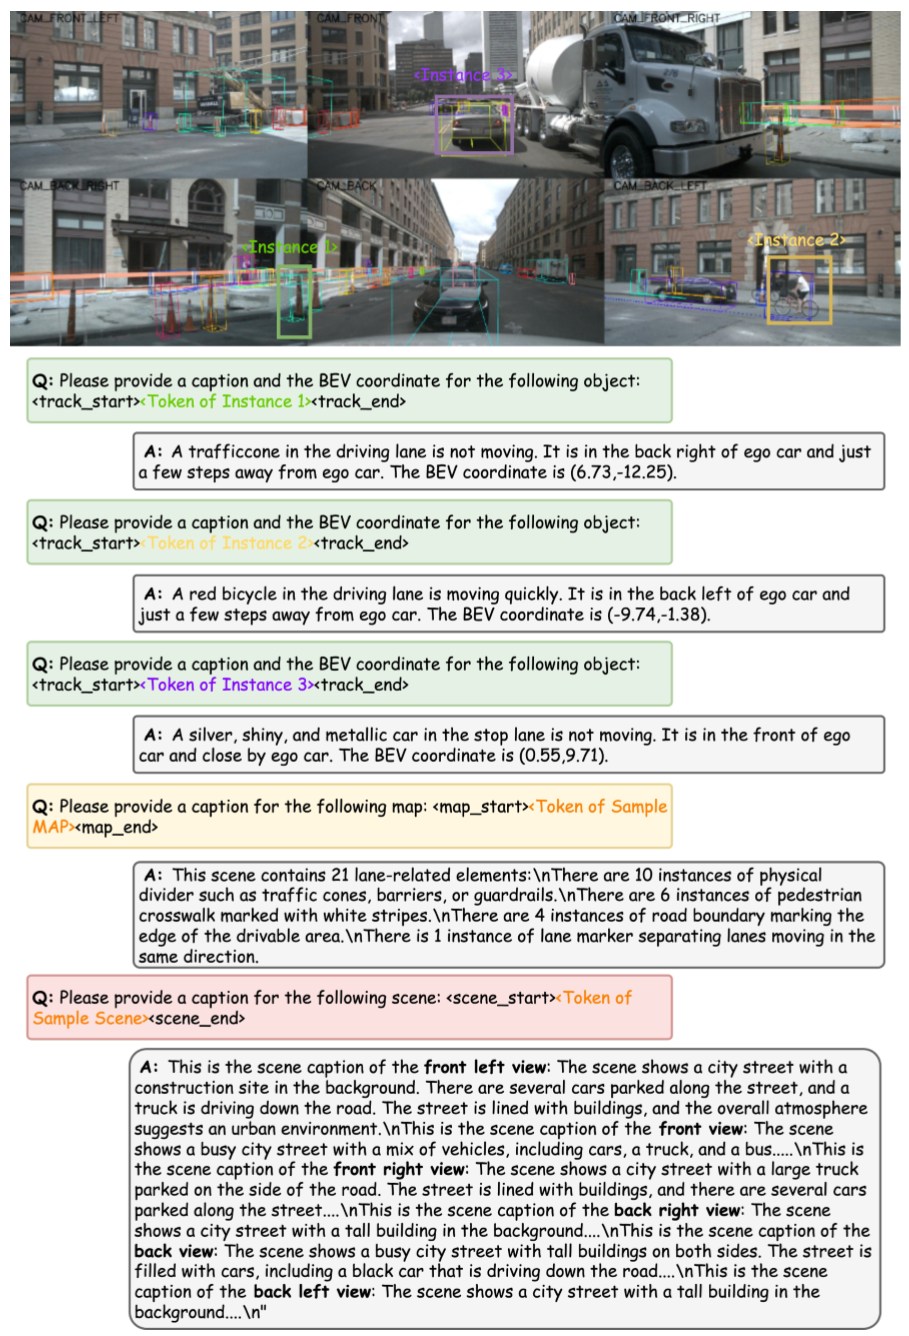 CAM_FRONT_LEFT
CAM_FRONT
CAM_FRONT_RIGHT
<Instance 3>
CAM_BACK_RIGHT
CAM_BACK
CAM_BACK_LEFT
<Instance 1>
<Instance 2>
Q: Please provide a caption and the BEV coordinate for the following object:
<track_start><Token of Instance 1><track_end>
A: A trafficcone in the driving lane is not moving. It is in the back right of ego car and just
a few steps away from ego car. The BEV coordinate is (6.73,-12.25).
Q: Please provide a caption and the BEV coordinate for the following object:
<track_start><Token of Instance 2><track_end>
A: A red bicycle in the driving lane is moving quickly. It is in the back left of ego car and
just a few steps away from ego car. The BEV coordinate is (-9.74,-1.38).
Q: Please provide a caption and the BEV coordinate for the following object:
<track_start><Token of Instance 3><track_end>
A: A silver, shiny, and metallic car in the stop lane is not moving. It is in the front of ego
car and close by ego car. The BEV coordinate is (0.55,9.71).
Q: Please provide a caption for the following map: <map_start><Token of Sample
MAP><map_end>
A: This scene contains 21 lane-related elements:\nThere are 10 instances of physical
divider such as traffic cones, barriers, or guardrails.\nThere are 6 instances of pedestrian
crosswalk marked with white stripes.\nThere are 4 instances of road boundary marking the
edge of the drivable area.\nThere is 1 instance of lane marker separating lanes moving in the
same direction.
Q: Please provide a caption for the following scene: <scene_start><Token of
Sample Scene><scene_end>
A: This is the scene caption of the front left view: The scene shows a city street with a
construction site in the background. There are several cars parked along the street, and a
truck is driving down the road. The street is lined with buildings, and the overall atmosphere
suggests an urban environment.\nThis is the scene caption of the front view: The scene
shows a busy city street with a mix of vehicles, including cars, a truck, and a bus.....\nThis is
the scene caption of the front right view: The scene shows a city street with a large truck
parked on the side of the road. The street is lined with buildings, and there are several cars
parked along the street....\nThis is the scene caption of the back right view: The scene
shows a city street with a tall building in the background....\nThis is the scene caption of the
back view: The scene shows a busy city street with tall buildings on both sides. The street is
filled with cars, including a black car that is driving down the road....\nThis is the scene
caption of the back left view: The scene shows a city street with a tall building in the
background....\n"